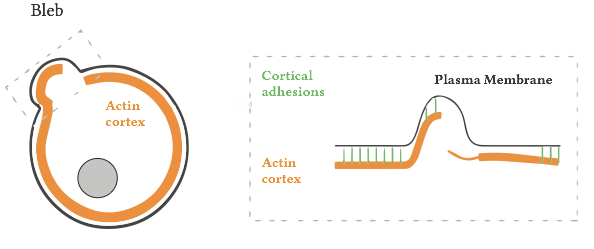 Bleb
Actin
cortex
Cortical
adhesions
Plasma Membrane
Actin
cortex